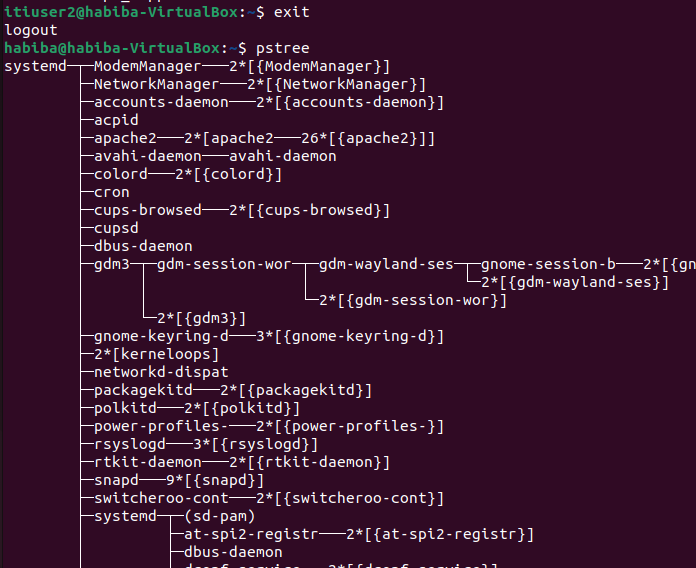 itiuser2@habiba-VirtualBox:~$ exit
logout
habiba@habiba-VirtualBox:~$ pstree
systemd─┬─ModemManager───2*[{ModemManager}]
        ├─NetworkManager───2*[{NetworkManager}]
        ├─accounts-daemon───2*[{accounts-daemon}]
        ├─acpid
        ├─apache2───2*[apache2───26*[{apache2}]]
        ├─avahi-daemon───avahi-daemon
        ├─colord───2*[{colord}]
        ├─cron
        ├─cups-browsed───2*[{cups-browsed}]
        ├─cupsd
        ├─dbus-daemon
        ├─gdm3─┬─gdm-session-wor─┬─gdm-wayland-ses─┬─gnome-session-b───2*[{gn
        │      │                 │                 └─2*[{gdm-wayland-ses}]
        │      │                 └─2*[{gdm-session-wor}]
        │      └─2*[{gdm3}]
        ├─gnome-keyring-d───3*[{gnome-keyring-d}]
        ├─2*[kerneloops]
        ├─networkd-dispat
        ├─packagekitd───2*[{packagekitd}]
        ├─polkitd───2*[{polkitd}]
        ├─power-profiles-───2*[{power-profiles-}]
        ├─rsyslogd───3*[{rsyslogd}]
        ├─rtkit-daemon───2*[{rtkit-daemon}]
        ├─snapd───9*[{snapd}]
        ├─switcheroo-cont───2*[{switcheroo-cont}]
        ├─systemd─┬─(sd-pam)
        │         ├─at-spi2-registr───2*[{at-spi2-registr}]
        │         ├─dbus-daemon